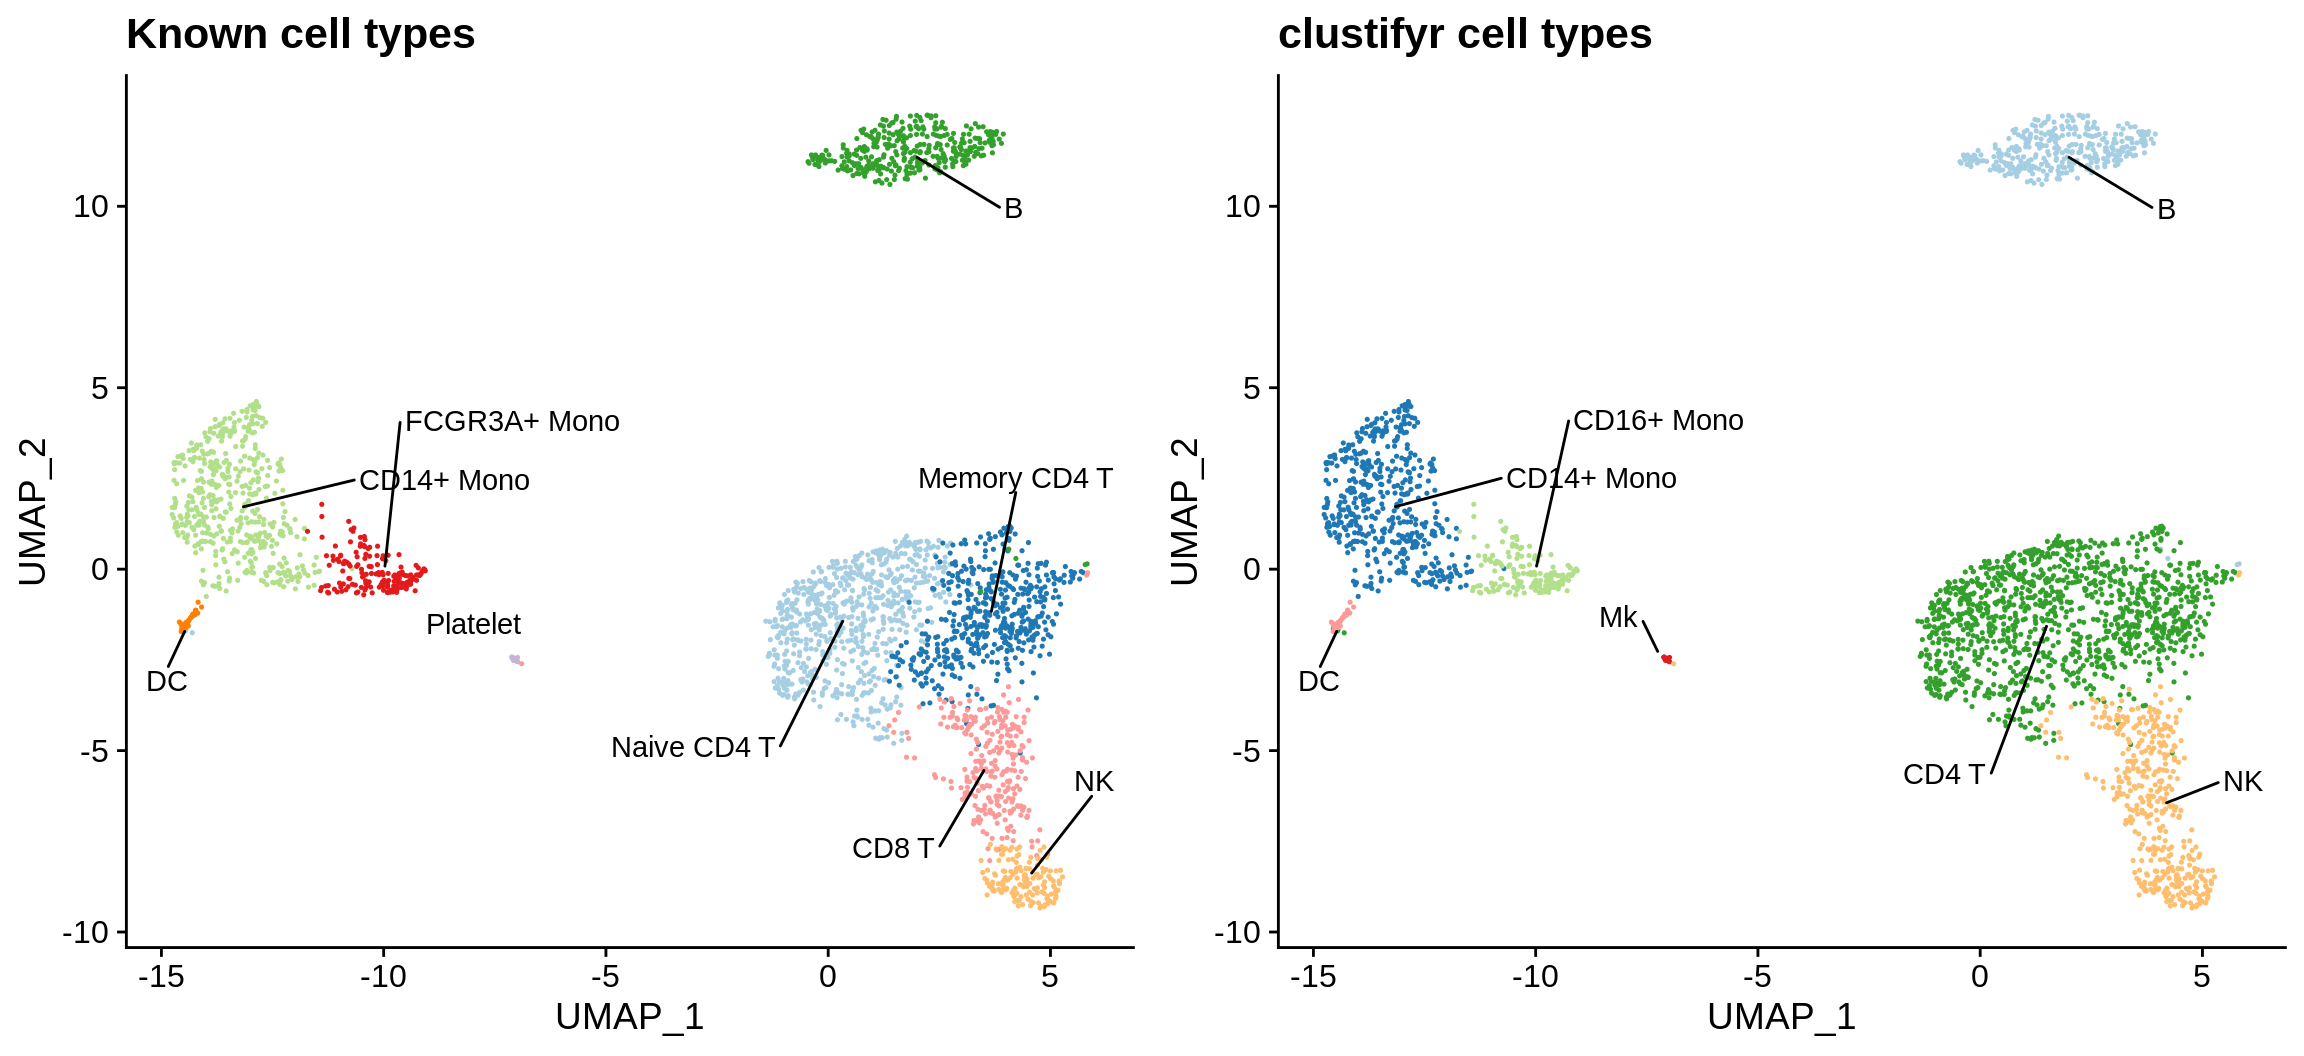 Known cell types
10
5
0
-5
-10
UMAP_2
B
FCGR3A+ Mono
CD14+ Mono
Memory CD4 T
Platelet
DC
Naive CD4 T
NK
CD8 T
-15
-10
-5
0
5
UMAP_1
clustifyr cell types
10
5
0
-5
-10
UMAP_2
B
CD16+ Mono
CD14+ Mono
Mk
DC
CD4 T
NK
-15
-10
-5
0
5
UMAP_1